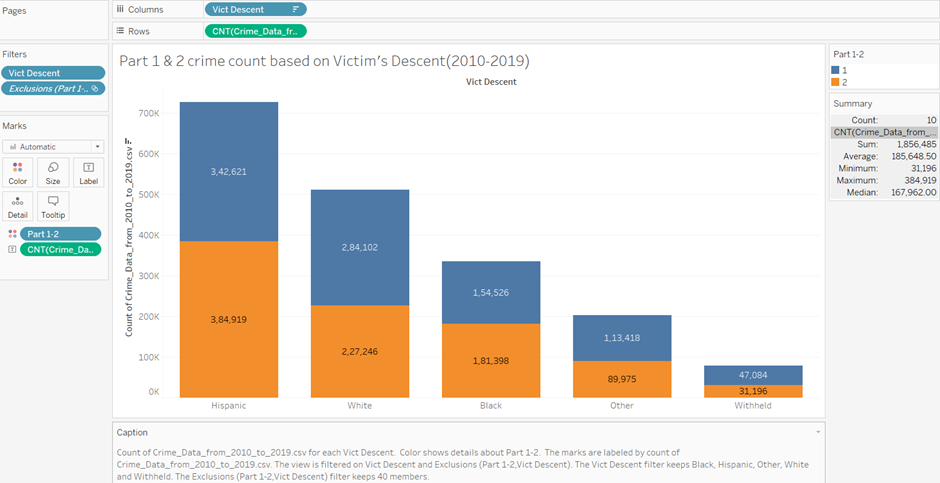 Pages
Columns
Vict Descent
Rows
CNT(Crime_Data_fr..
Filters
Vict Descent
Exclusions (Part 1-..
Marks
Automatic
Color
Size
Label
Detail
Tooltip
Part 1-2
CNT(Crime_Da..
Part 1 & 2 crime count based on Victim's Descent(2010-2019)
Vict Descent
Count of Crime_Data_from_2010_to_2019.csv
700K
600K
500K
400K
300K
200K
100K
0K
3,42,621
3,84,919
2,84,102
2,27,246
1,54,526
1,81,398
1,13,418
89,975
47,084
31,196
Hispanic
White
Black
Other
Withheld
Part 1-2
1
2
Summary
Count: 10
CNT(Crime_Data_from_...
Sum: 1,856,485
Average: 185,648.50
Minimum: 31,196
Maximum: 384,919
Median: 167,962.00
Caption
Count of Crime_Data_from_2010_to_2019.csv for each Vict Descent.  Color shows details about Part 1-2.  The marks are labeled by count of
Crime_Data_from_2010_to_2019.csv. The view is filtered on Vict Descent and Exclusions (Part 1-2,Vict Descent). The Vict Descent filter keeps Black, Hispanic, Other, White
and Withheld. The Exclusions (Part 1-2,Vict Descent) filter keeps 40 members.